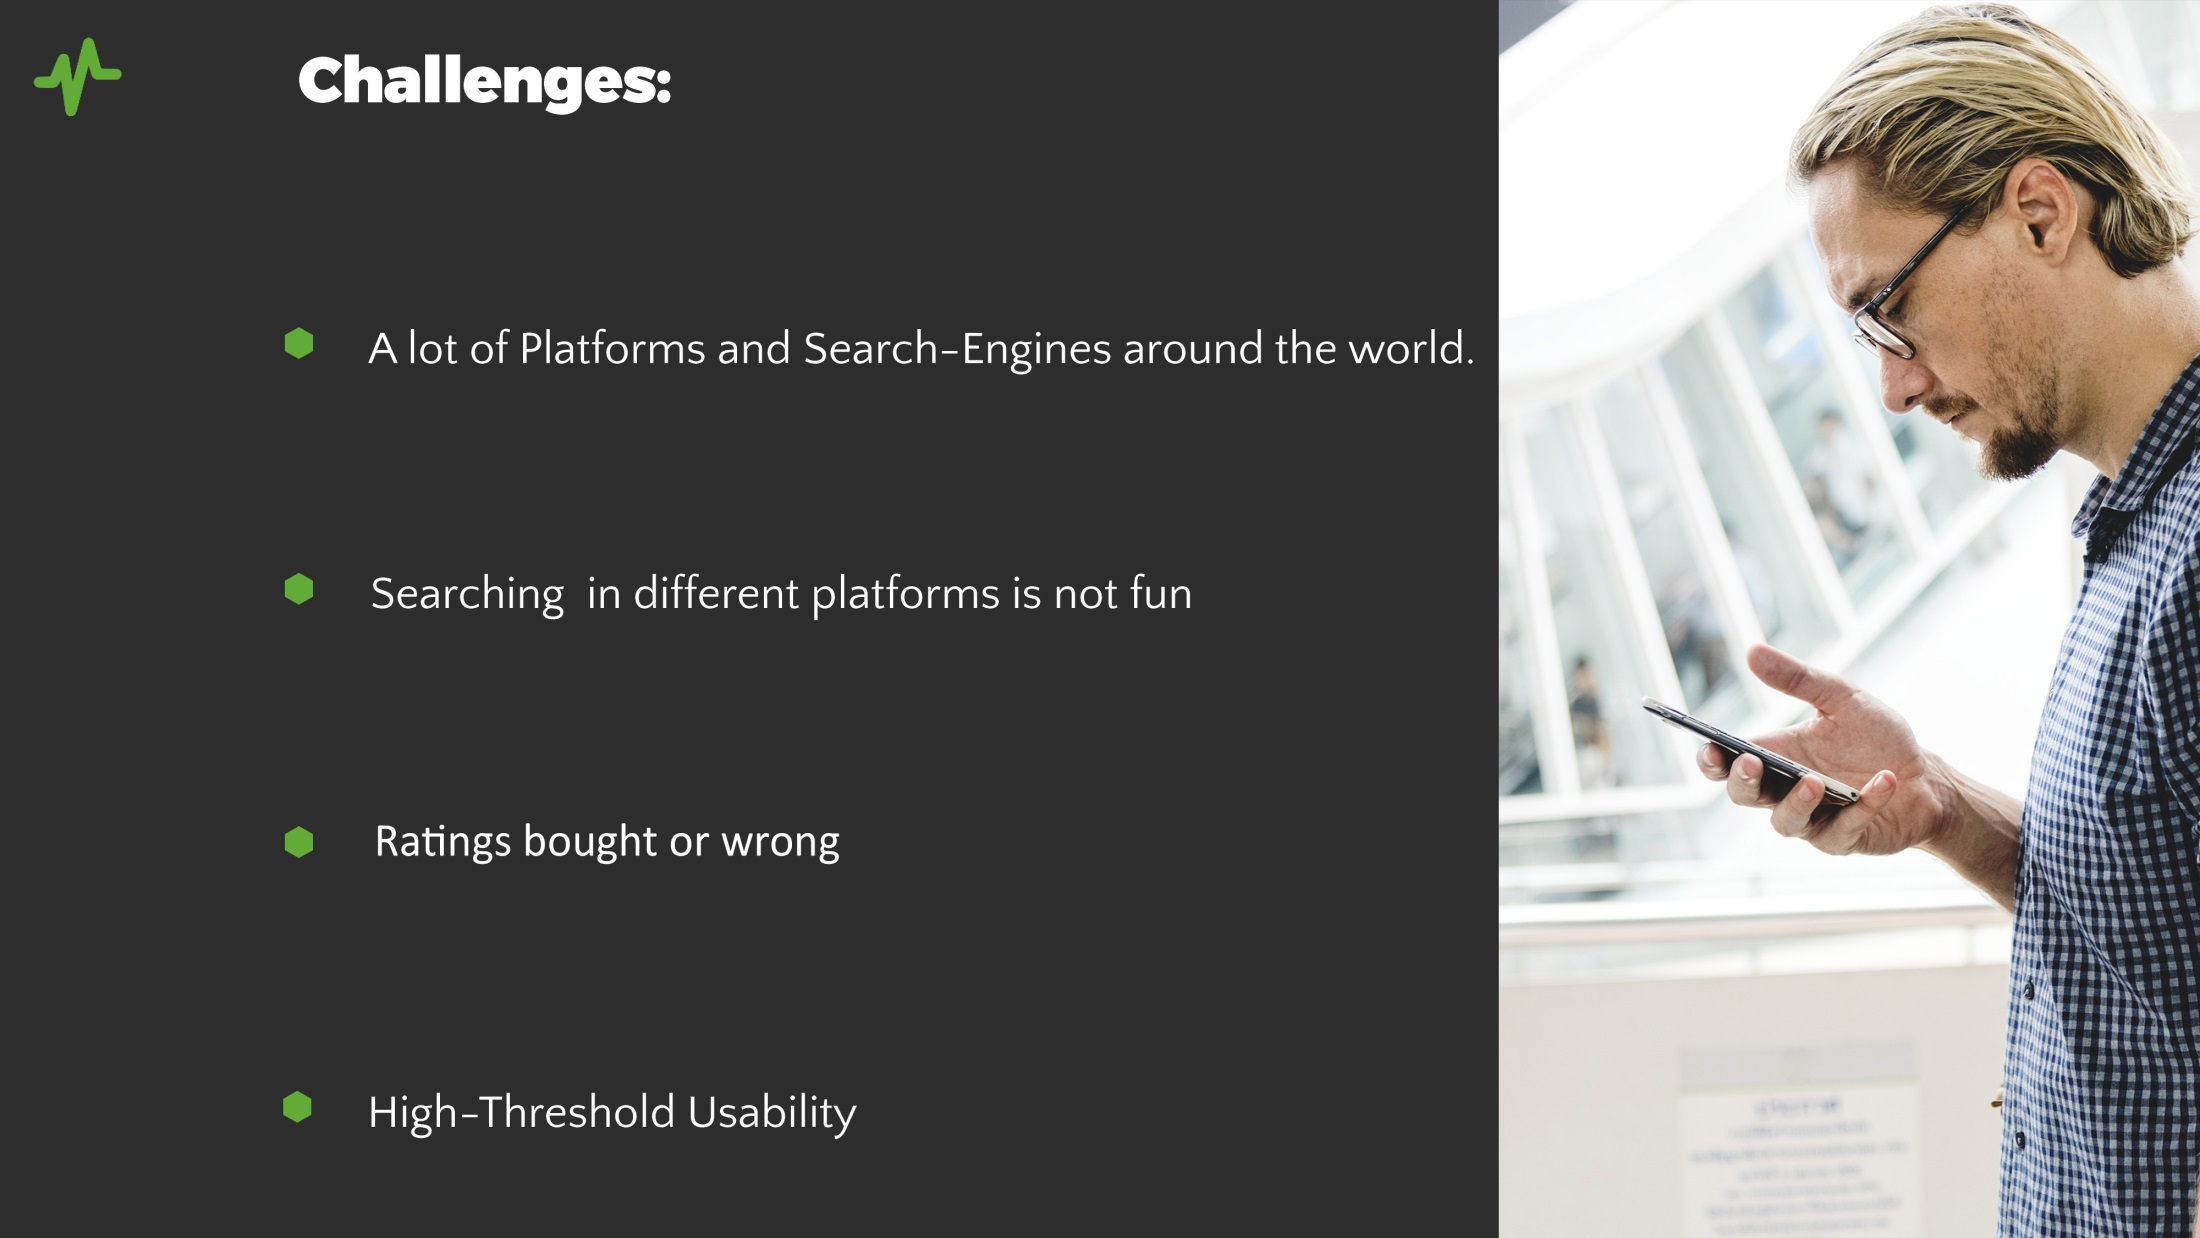 Challenges:
A lot of Platforms and Search-Engines around the world.
Searching  in different platforms is not fun
Ratings bought or wrong
High-Threshold Usability